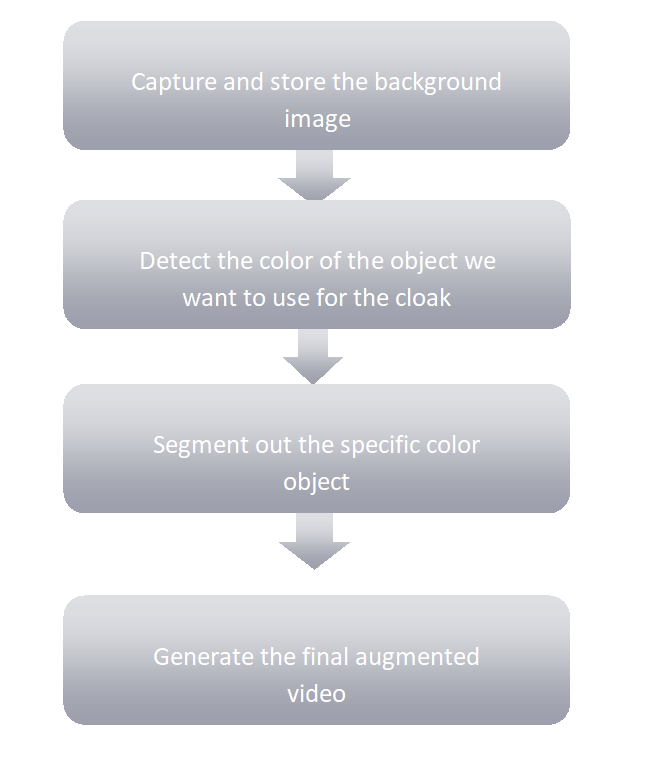 Capture and store the background
image
Detect the color of the object we
want to use for the cloak
Segment out the specific color
object
Generate the final augmented
video